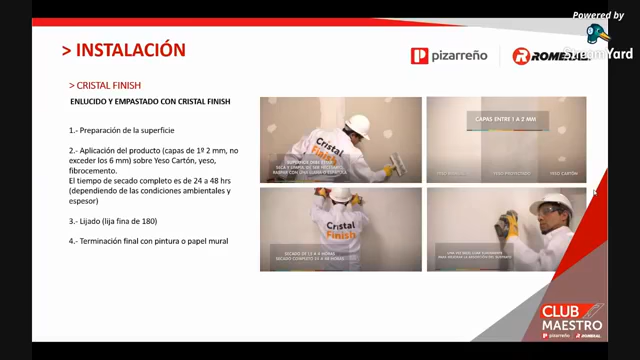 Powered by
StreamYard
> INSTALACIÓN
pizarreño
ROMERAL
> CRISTAL FINISH
ENLUCIDO Y EMPASTADO CON CRISTAL FINISH
1.- Preparación de la superficie
2.- Aplicación del producto (capas de 1º 2 mm, no
exceder los 6 mm) sobre Yeso Cartón, yeso,
fibrocemento.
El tiempo de secado completo es de 24 a 48 hrs
(dependiendo de las condiciones ambientales y
espesor)
3.- Lijado (lija fina de 180)
4.- Terminación final con pintura o papel mural
Cristal
Finish
CAPAS ENTRE 1 A 2 MM
YESO CARTÓN
Cristal
Finish
CLUB
MAESTRO
pizarreño
ROMERAL